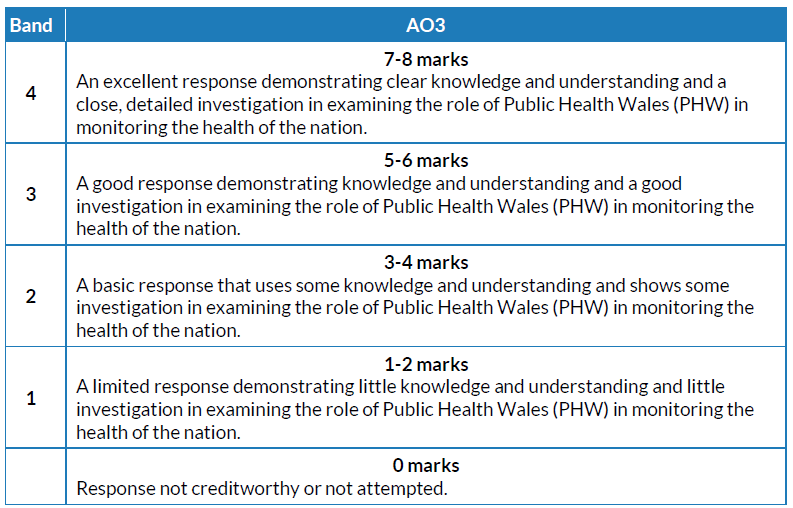 Band AO3
7-8 marks
An excellent response demonstrating clear knowledge and understanding and a
4 close, detailed investigation in examining the role of Public Health Wales (PHW) in
monitoring the health of the nation.
5-6 marks
A good response demonstrating knowledge and understanding and a good
3 investigation in examining the role of Public Health Wales (PHW) in monitoring the
health of the nation.
3-4 marks
A basic response that uses some knowledge and understanding and shows some
2 investigation in examining the role of Public Health Wales (PHW) in monitoring the
health of the nation.
1-2 marks
A limited response demonstrating little knowledge and understanding and little
1 investigation in examining the role of Public Health Wales (PHW) in monitoring the
health of the nation.
0 marks
Response not creditworthy or not attempted.